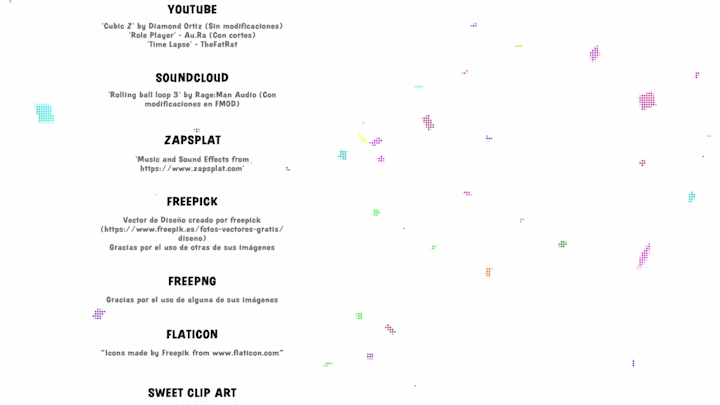 YOUTUBE
'Cubic Z' by Diamond Ortiz (Sin modificaciones)
'Role Player' - Au.Ra (Con cortes)
'Time Lapse' - TheFatRat
SOUNDCLOUD
'Rolling ball loop 3' by Rage:Man Audio (Con
modificaciones en FMOD)
ZAPSPLAT
'Music and Sound Effects from
https://www.zapsplat.com'
FREEPICK
Vector de Diseño creado por freepick
(https://www.freepik.es/fotos-vectores-gratis/
diseno)
Gracias por el uso de otras de sus imágenes
FREEPNG
Gracias por el uso de alguna de sus imágenes
FLATICON
"Icons made by Freepik from www.flaticon.com"
SWEET CLIP ART